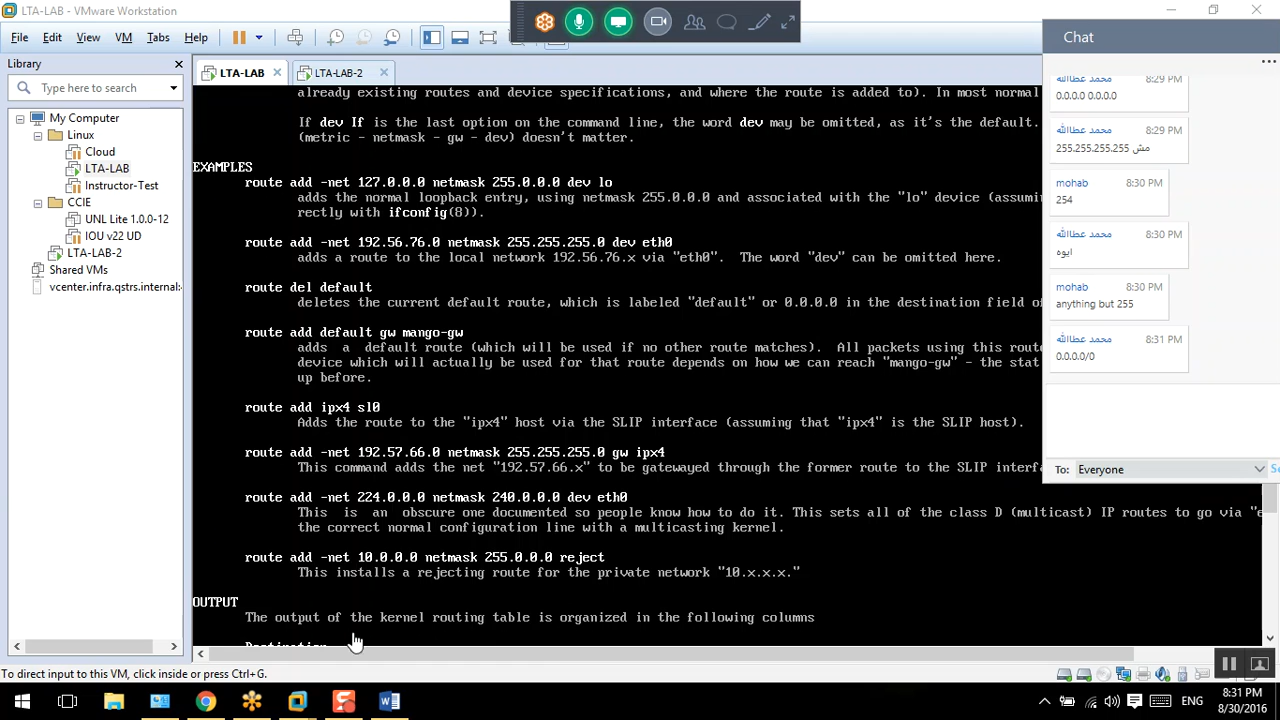 LTA-LAB - VMware Workstation
File Edit View VM Tabs Help
Library
Type here to search
My Computer
Linux
Cloud
LTA-LAB
Instructor-Test
CCIE
UNL Lite 1.0.0-12
IOU v22 UD
LTA-LAB-2
Shared VMs
vcenter.infra.qstrs.internal:
LTA-LAB
LTA-LAB-2
already existing routes and device specifications, and where the route is added to). In most normal
If dev If is the last option on the command line, the word dev may be omitted, as it's the default.
(metric - netmask - gw - dev) doesn't matter.
EXAMPLES
route add -net 127.0.0.0 netmask 255.0.0.0 dev lo
adds the normal loopback entry, using netmask 255.0.0.0 and associated with the "lo" device (assumin
rectly with ifconfig(8)).
route add -net 192.56.76.0 netmask 255.255.255.0 dev eth0
adds a route to the local network 192.56.76.x via "eth0". The word "dev" can be omitted here.
route del default
deletes the current default route, which is labeled "default" or 0.0.0.0 in the destination field of
route add default gw mango-gw
adds a default route (which will be used if no other route matches). All packets using this rout
device which will actually be used for that route depends on how we can reach "mango-gw" - the stat
up before.
route add ipx4 sl0
Adds the route to the "ipx4" host via the SLIP interface (assuming that "ipx4" is the SLIP host).
route add -net 192.57.66.0 netmask 255.255.255.0 gw ipx4
This command adds the net "192.57.66.x" to be gatewayed through the former route to the SLIP interfa
route add -net 224.0.0.0 netmask 240.0.0.0 dev eth0
This is an obscure one documented so people know how to do it. This sets all of the class D (multicast) IP routes to go via "e
the correct normal configuration line with a multicasting kernel.
route add -net 10.0.0.0 netmask 255.0.0.0 reject
This installs a rejecting route for the private network "10.x.x.x."
OUTPUT
The output of the kernel routing table is organized in the following columns
Destination
Chat
محمد عطاالله 8:29 PM
0.0.0.0 0.0.0.0
محمد عطاالله 8:29 PM
مش 255.255.255.255
mohab 8:30 PM
254
محمد عطاالله 8:30 PM
ايوه
mohab 8:30 PM
anything but 255
محمد عطاالله 8:31 PM
0.0.0.0/0
To: Everyone
To direct input to this VM, click inside or press Ctrl+G.
ENG
8:31 PM
8/30/2016